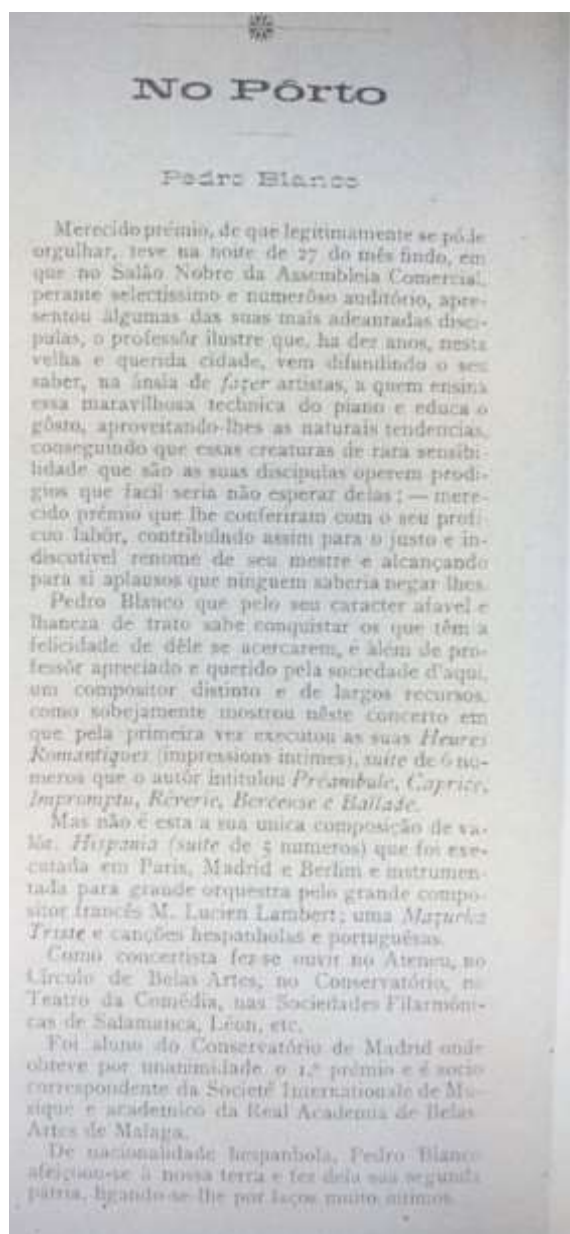 No Pôrto
Pedro Blanco
Merecido prémio, de que legitimamente se póde
orgulhar, teve na noite de 27 do mês findo, em
que no Salão Nobre da Assembleia Comercial,
perante selectissimo e numerôso auditório, apre-
sentou álgumas das suas mais adeantadas disci-
pulas, o professôr ilustre que, ha dez anos, nesta
velha e querida cidade, vem difundindo o seu
saber, na ânsia de fazer artistas, a quem ensina
essa maravilhosa technica do piano e educa o
gôsto, aproveitando-lhes as naturais tendencias,
conseguindo que essas creaturas de rara sensibi-
lidade que são as suas discipulas operem prodi-
gios que facil seria não esperar delas; — mere-
cido prémio que lhe conferiram com o seu profi-
cuo labôr, contribuindo assim para o justo e in-
discutivel renome de seu mestre e alcançando
para si aplausos que ninguem saberia negar lhes.
Pedro Blanco que pelo seu caracter afavel e
lhaneza de trato sabe conquistar os que têm a
felicidade de dêle se acercarem, é além de pro-
fessôr apreciado e querido pela sociedade d'aqui,
um compositor distinto e de largos recursos,
como sobejamente mostrou nêste concerto em
que pela primeira vez executou as suas Heures
Romantiques (impressions intimes), suite de 6 nu-
meros que o autôr intitulou Préambule, Caprice,
Impromptu, Rêverie, Berceuse e Ballade.
Mas não é esta a sua unica composição de va-
lia. Hispania (suite de 5 numeros) que foi exe-
cutada em Paris, Madrid e Berlim e instrumen-
tada para grande orquestra pelo grande compo-
sitor francês M. Lucien Lambert; uma Mazurka
Triste e canções hespanholas e portuguêsas.
Como concertista fez-se ouvir no Ateneu, no
Círculo de Belas Artes, no Conservatório, no
Teatro da Comédia, nas Sociedades Filarmóni-
cas de Salamanca, Léon, etc.
Foi aluno do Conservatório de Madrid onde
obteve por unanimidade o 1.º prémio e é socio
correspondente da Societé Internationale de Mu-
sique e academico da Real Academia de Belas
Artes de Malaga.
De nacionalidade hespanhola, Pedro Blanco
afeiçoou-se à nossa terra e fez dela sua segunda
pátria, ligando-se lhe por laços muito intimos.